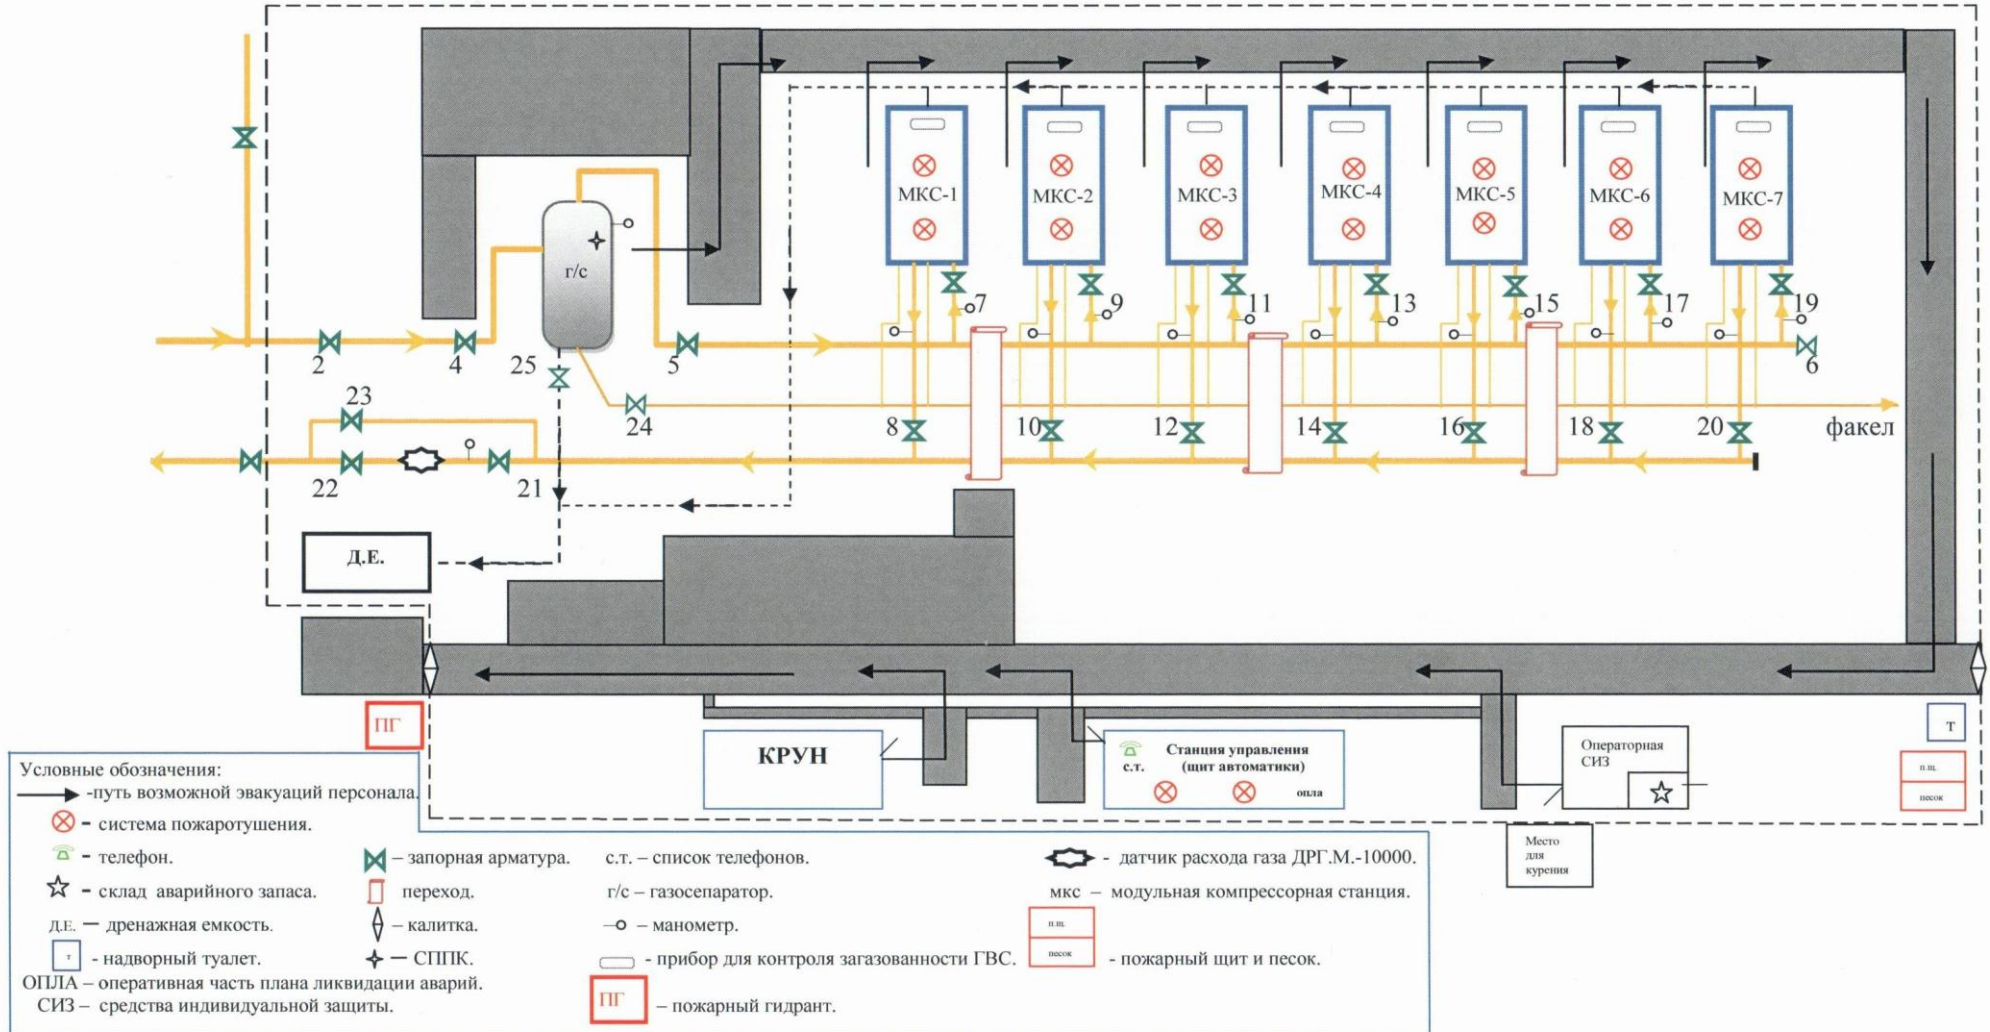 МКС-1
МКС-2
МКС-3
МКС-4
МКС-5
МКС-6
МКС-7
г/с
7
9
11
13
15
17
19
2
4
25
5
6
23
24
8
10
12
14
16
18
20
факел
22
21
Д.Е.
ПГ
КРУН
Станция управления
с.т.
(щит автоматики)
опла
Операторная
СИЗ
т
п.щ.
песок
Место
для
курения
Условные обозначения:
-путь возможной эвакуаций персонала.
- система пожаротушения.
- телефон.
– запорная арматура.
с.т. – список телефонов.
- датчик расхода газа ДРГ.М.-10000.
- склад аварийного запаса.
переход.
г/с – газосепаратор.
мкс – модульная компрессорная станция.
Д.Е. — дренажная емкость.
– калитка.
– манометр.
п.щ.
песок
- пожарный щит и песок.
т
- надворный туалет.
— СППК.
- прибор для контроля загазованности ГВС.
ОПЛА – оперативная часть плана ликвидации аварий.
СИЗ – средства индивидуальной защиты.
ПГ
– пожарный гидрант.